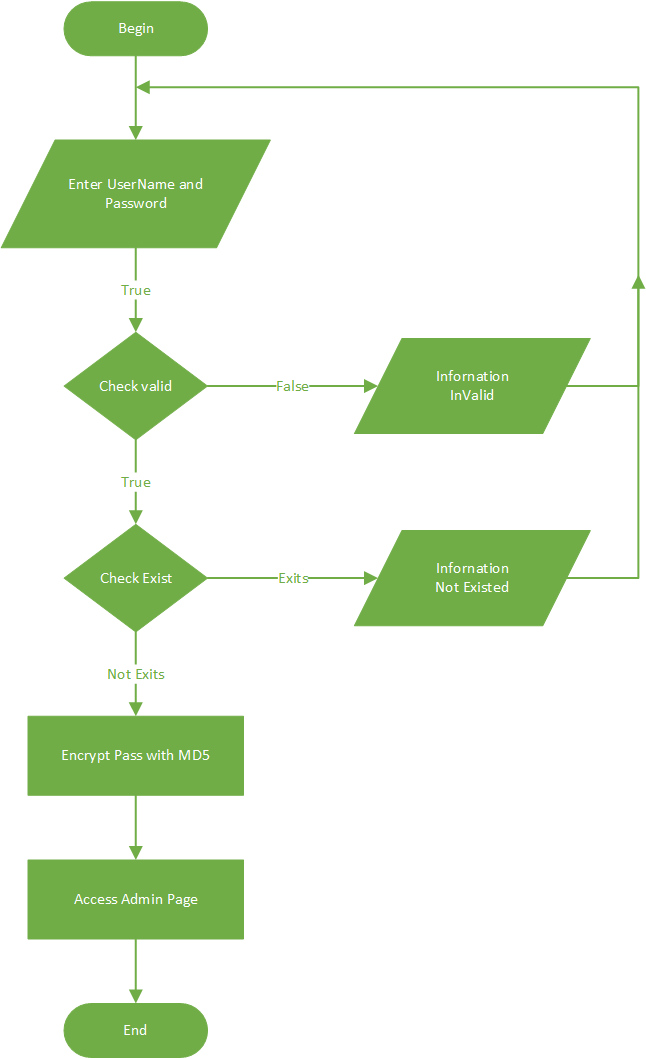 Begin
Enter UserName and
Password
True
Check valid
False
Infornation
InValid
True
Check Exist
Exits
Infornation
Not Existed
Not Exits
Encrypt Pass with MD5
Access Admin Page
End